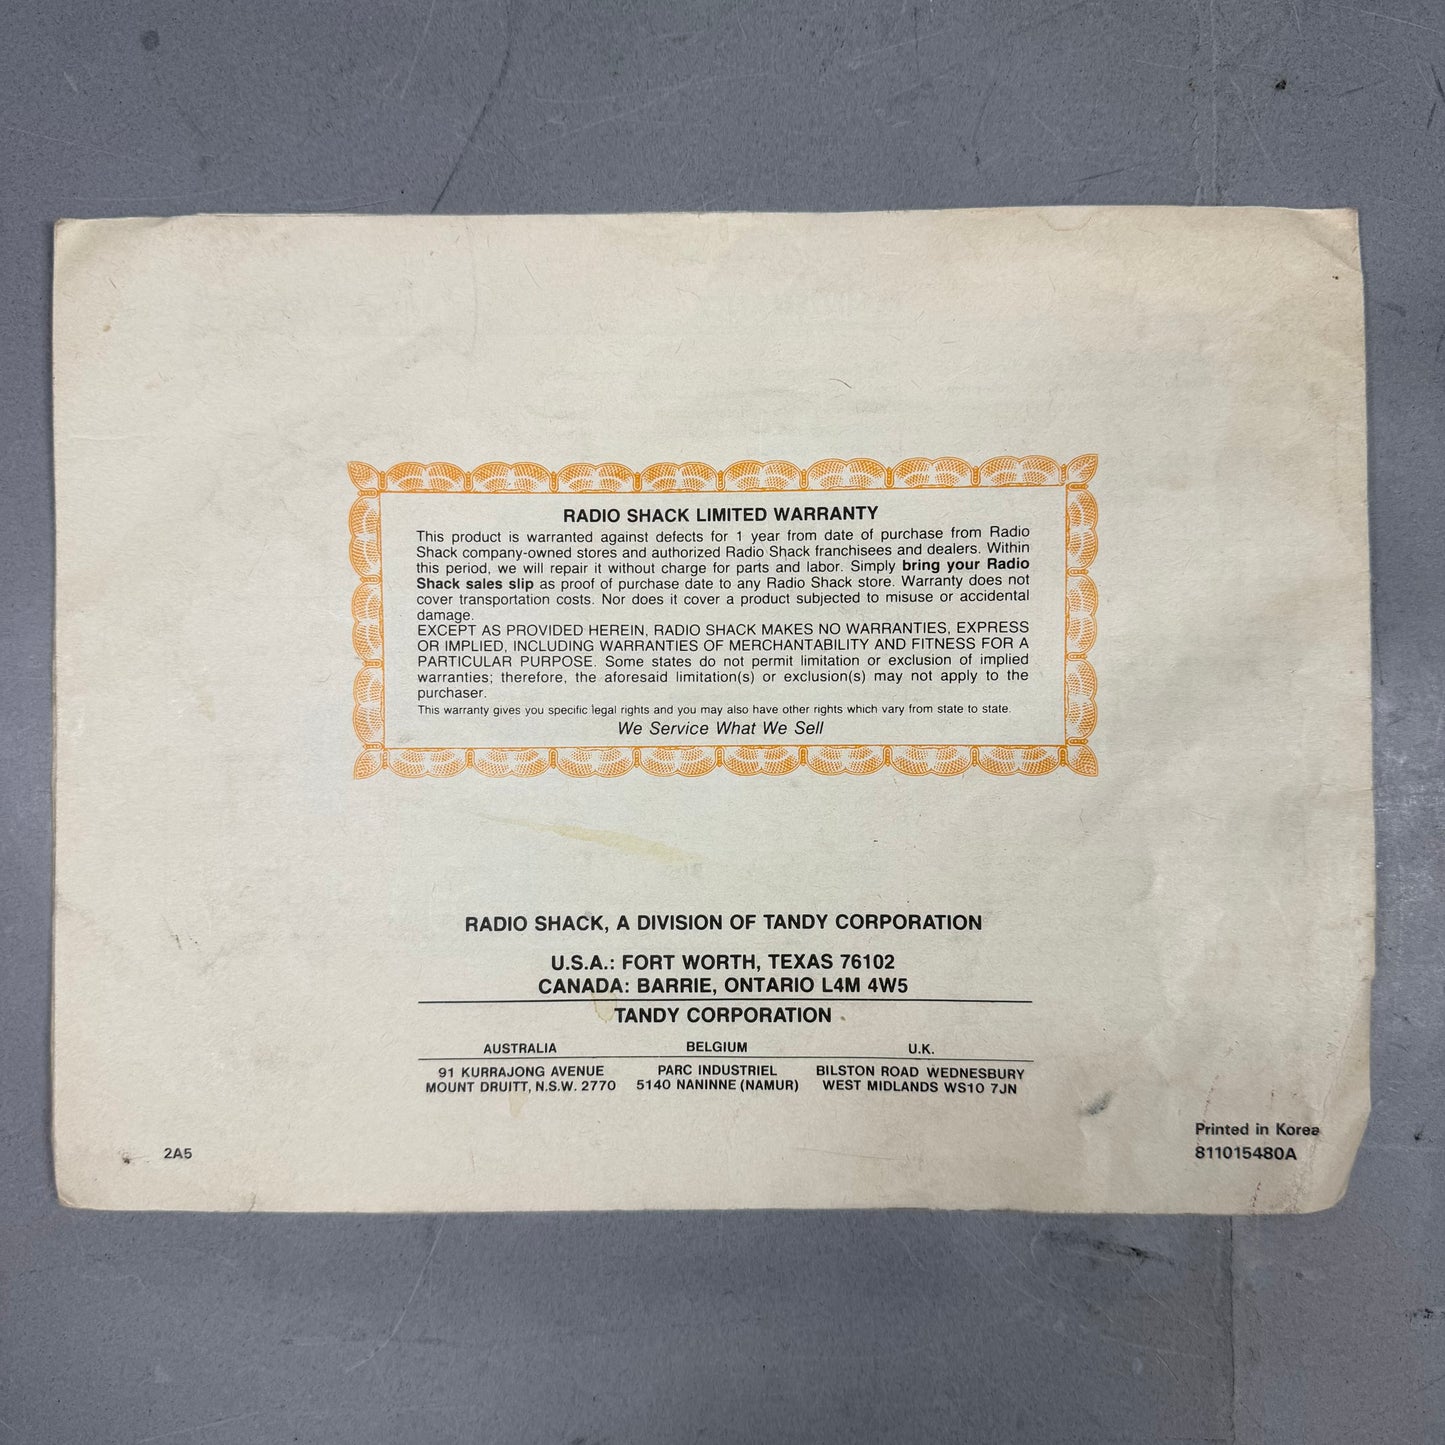 RADIO SHACK LIMITED WARRANTY
This product is warranted against defects for 1 year from date of purchase from Radio
Shack company-owned stores and authorized Radio Shack franchisees and dealers. Within
this period, we will repair it without charge for parts and labor. Simply bring your Radio
Shack sales slip as proof of purchase date to any Radio Shack store. Warranty does not
cover transportation costs. Nor does it cover a product subjected to misuse or accidental
damage.
EXCEPT AS PROVIDED HEREIN, RADIO SHACK MAKES NO WARRANTIES, EXPRESS
OR IMPLIED, INCLUDING WARRANTIES OF MERCHANTABILITY AND FITNESS FOR A
PARTICULAR PURPOSE. Some states do not permit limitation or exclusion of implied
warranties; therefore, the aforesaid limitation(s) or exclusion(s) may not apply to the
purchaser.
This warranty gives you specific legal rights and you may also have other rights which vary from state to state.
We Service What We Sell
RADIO SHACK, A DIVISION OF TANDY CORPORATION
U.S.A.: FORT WORTH, TEXAS 76102
CANADA: BARRIE, ONTARIO L4M 4W5
TANDY CORPORATION
AUSTRALIA BELGIUM U.K.
91 KURRAJONG AVENUE PARC INDUSTRIEL BILSTON ROAD WEDNESBURY
MOUNT DRUITT, N.S.W. 2770 5140 NANINNE (NAMUR) WEST MIDLANDS WS10 7JN
Printed in Korea
2A5 811015480A